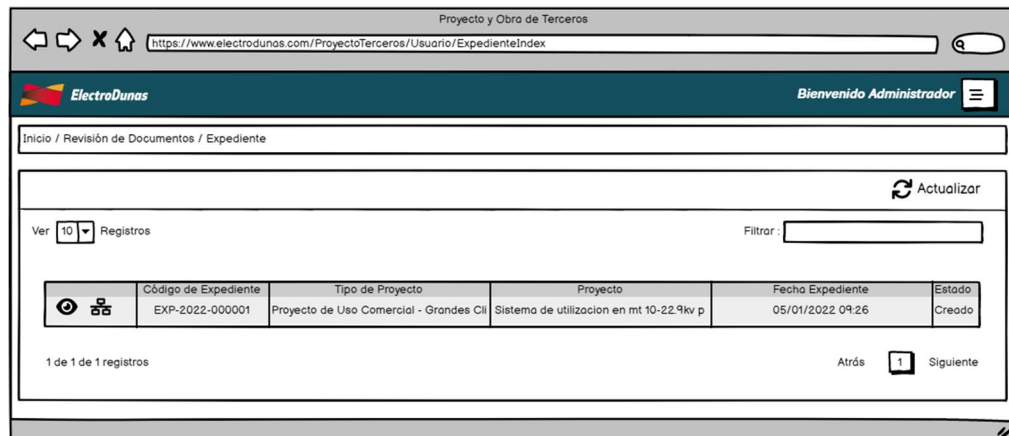 Proyecto y Obra de Terceros
https://www.electrodunas.com/ProyectoTerceros/Usuario/ExpedienteIndex
ElectroDunas
Bienvenido Administrador
Inicio / Revisión de Documentos / Expediente
Actualizar
Ver 10 Registros
Filtrar :
Código de Expediente Tipo de Proyecto Proyecto Fecha Expediente Estado
EXP-2022-000001 Proyecto de Uso Comercial - Grandes Cli Sistema de utilizacion en mt 10-22.9kv p 05/01/2022 09:26 Creado
1 de 1 de 1 registros
Atrás 1 Siguiente